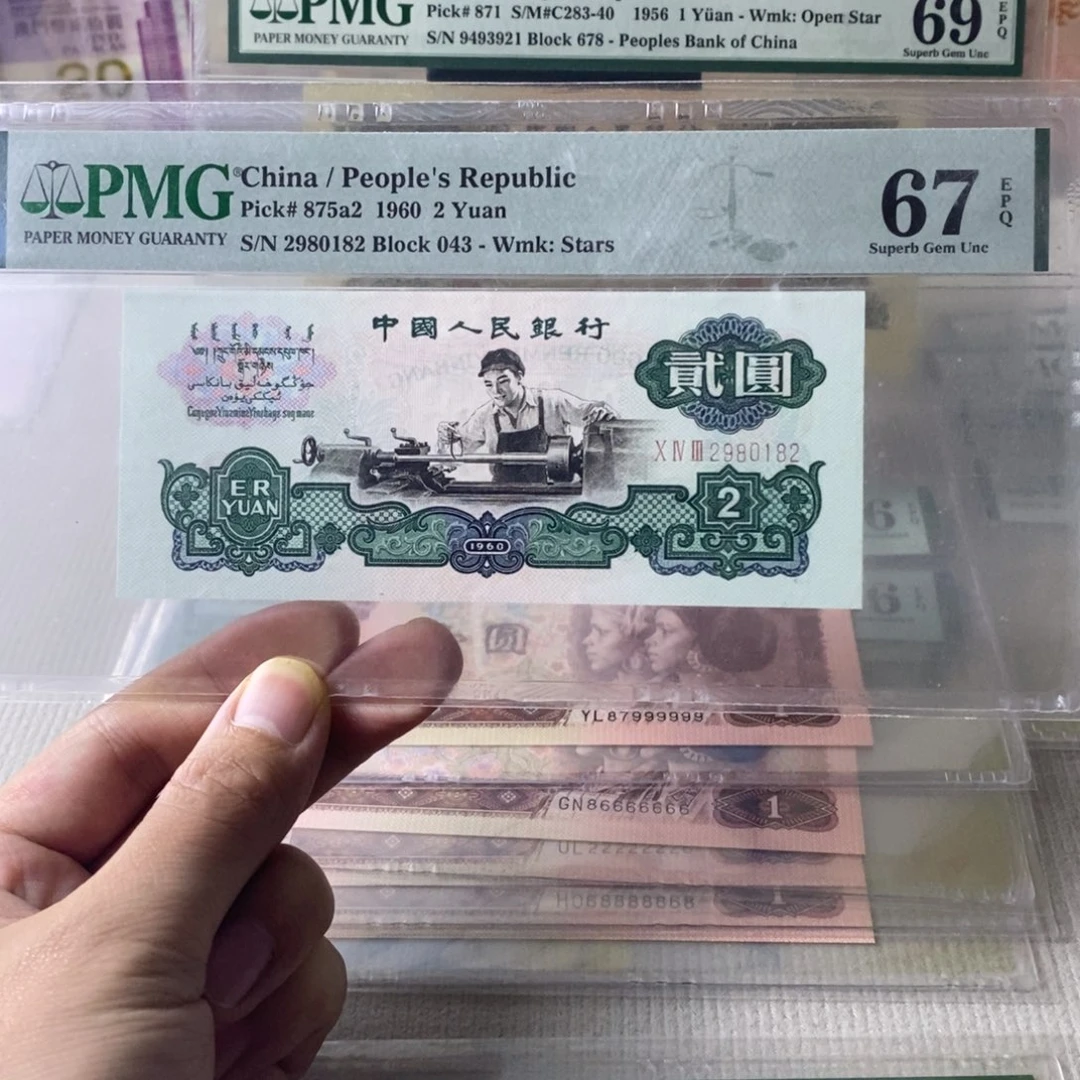 20
PMG
PAPER MONEY GUARANTY
Pick# 871 S/M#C283-40 1956 1 Yüan - Wmk: Open Star
S/N 9493921 Block 678 - Peoples Bank of China
69
EPQ
Superb Gem Unc
PMG®
PAPER MONEY GUARANTY
China / People's Republic
Pick# 875a2 1960 2 Yuan
S/N 2980182 Block 043 - Wmk: Stars
67
EPQ
Superb Gem Unc
中國人民銀行
貳圓
X IV III 2980182
ER
YUAN
1960
2
圆
YL87999999
GN86666666
1